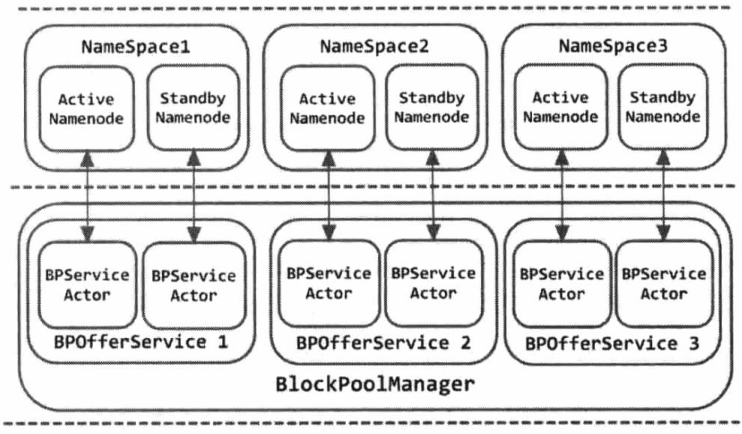 NameSpace1
Active
Namenode
Standby
Namenode
NameSpace2
Active
Namenode
Standby
Namenode
NameSpace3
Active
Namenode
Standby
Namenode
BPService
Actor
BPService
Actor
BPOfferService 1
BPService
Actor
BPService
Actor
BPOfferService 2
BPService
Actor
BPService
Actor
BPOfferService 3
BlockPoolManager